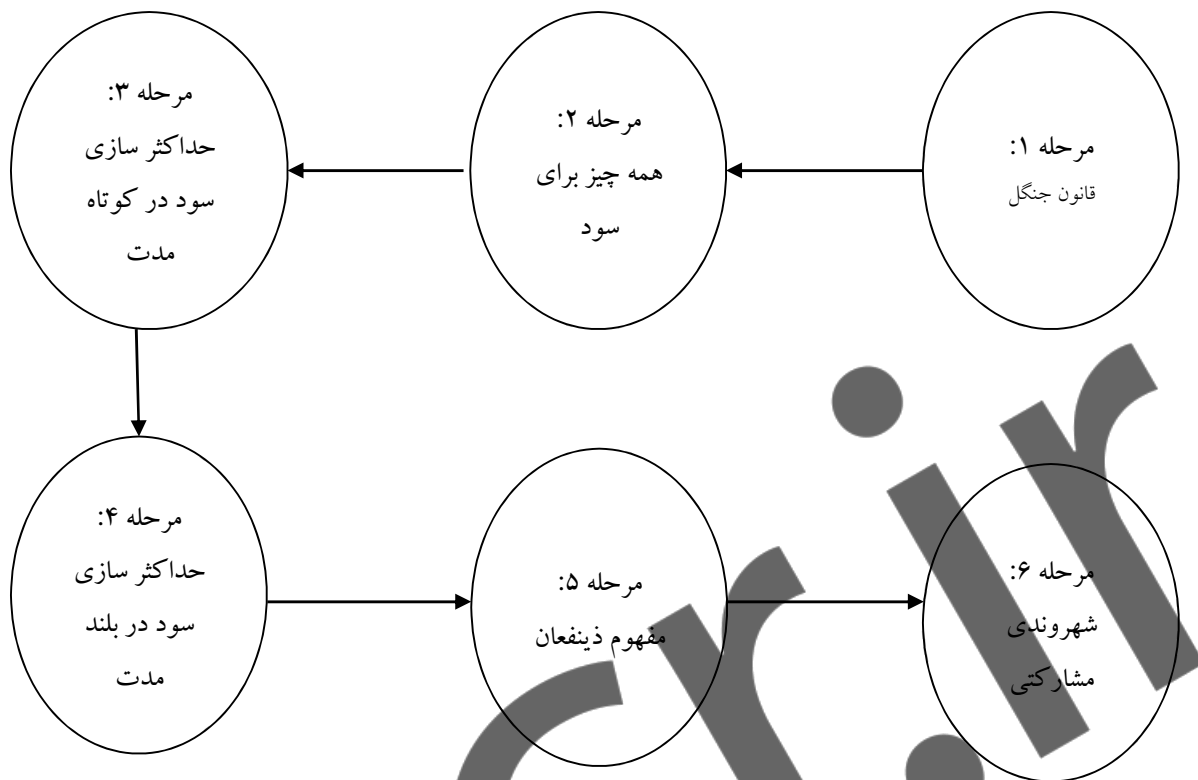 مرحله ۱:
قانون جنگل
مرحله ۲:
همه چیز برای
سود
مرحله ۳:
حداکثر سازی
سود در کوتاه
مدت
مرحله ۴:
حداکثر سازی
سود در بلند
مدت
مرحله ۵:
مفهوم ذینفعان
مرحله ۶:
شهروندی
مشارکتی